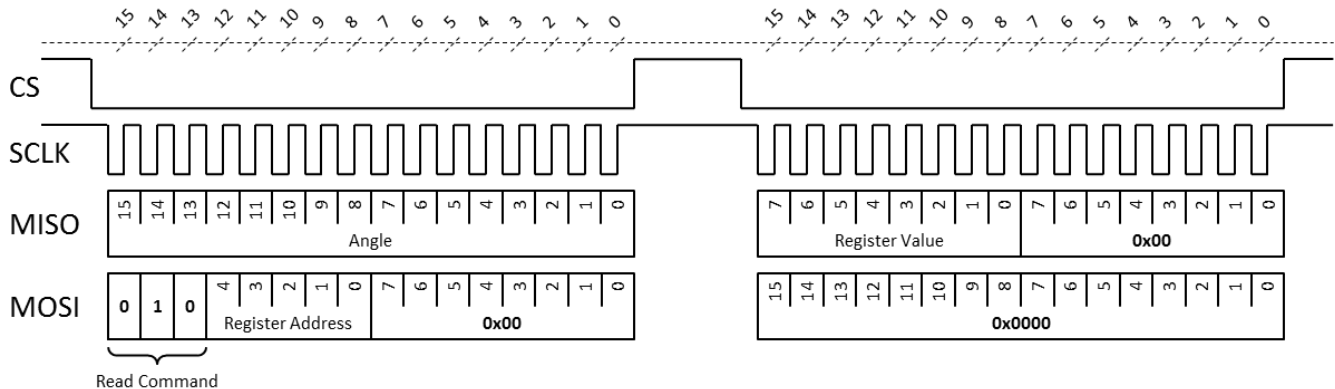 15 14 13 12 11 10 9 8 7 6 5 4 3 2 1 0 15 14 13 12 11 10 9 8 7 6 5 4 3 2 1 0
CS
SCLK
MISO 15 14 13 12 11 10 9 8 7 6 5 4 3 2 1 0 7 6 5 4 3 2 1 0 7 6 5 4 3 2 1 0
Angle Register Value 0x00
MOSI 0 1 0 4 3 2 1 0 7 6 5 4 3 2 1 0 15 14 13 12 11 10 9 8 7 6 5 4 3 2 1 0
Register Address 0x00 0x0000
Read Command